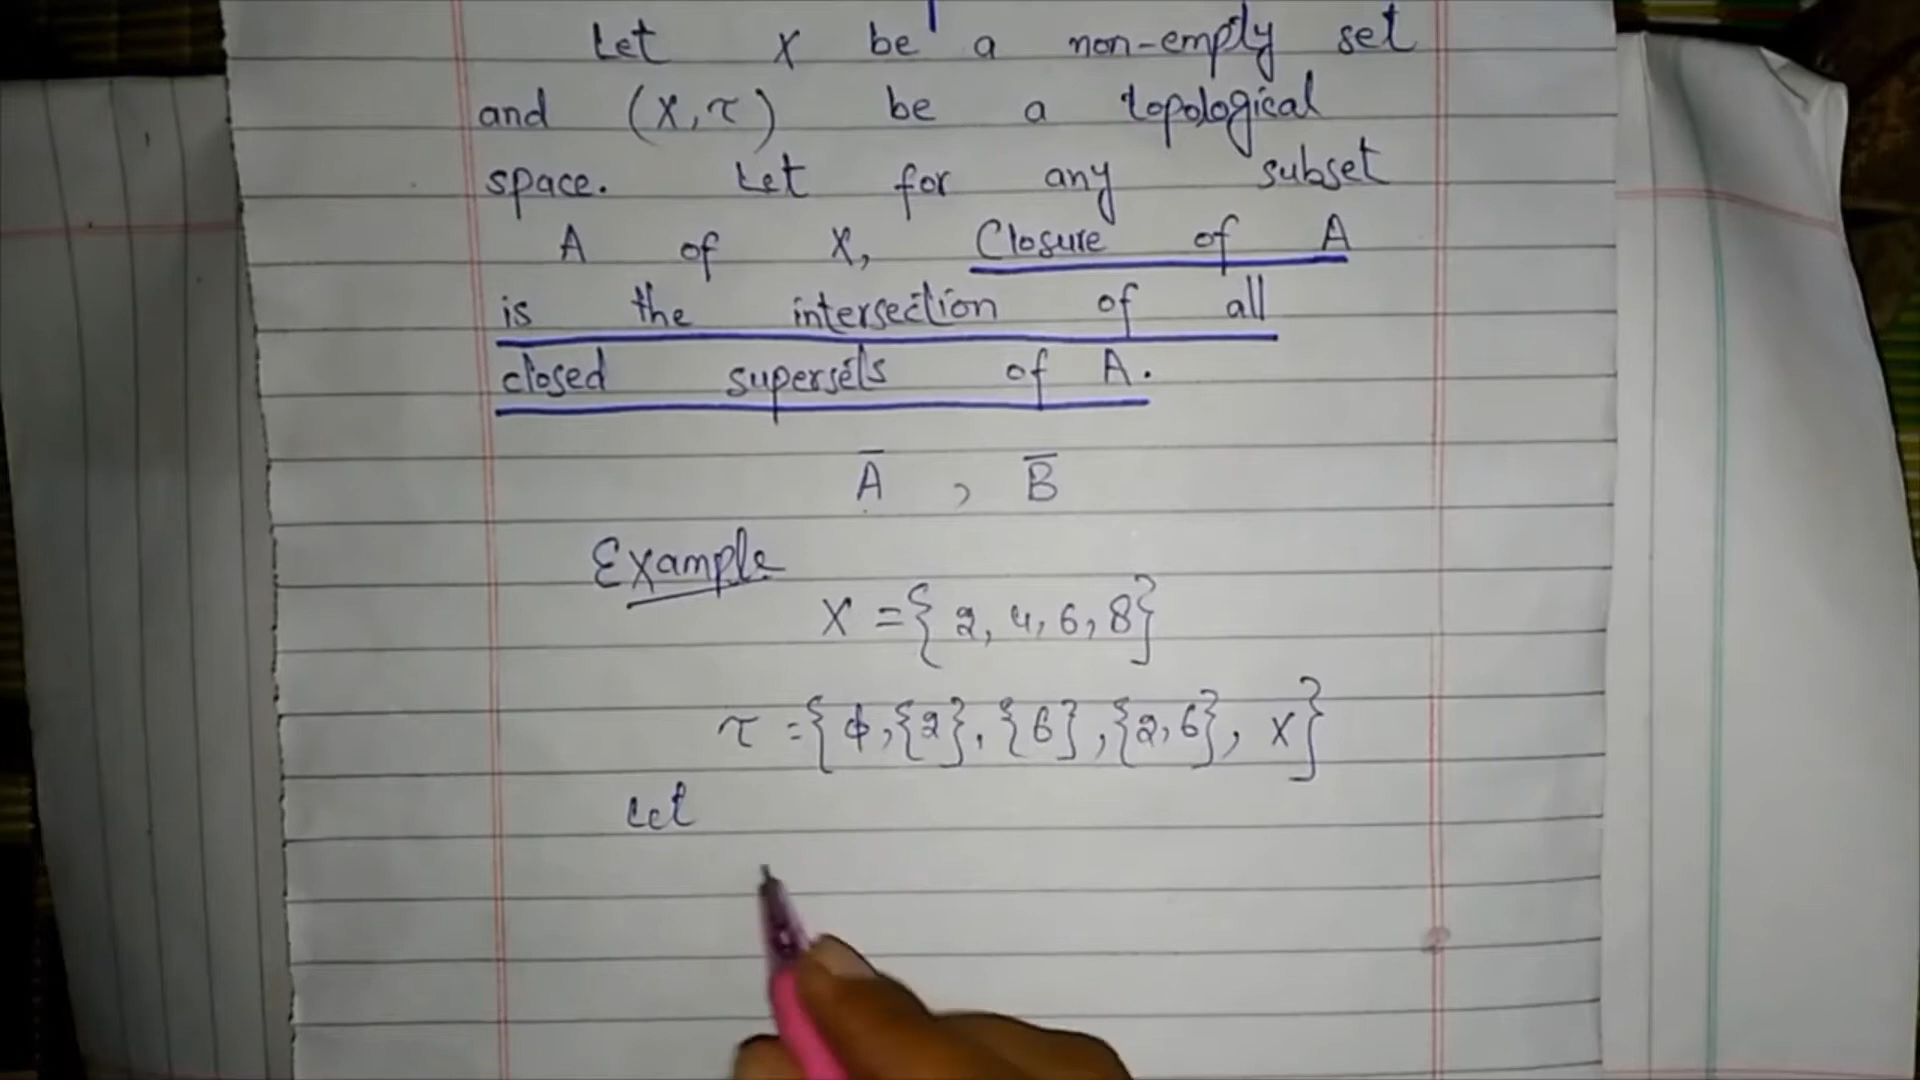 Let X be a non-empty set
and (X, τ) be a topological
space. Let for any subset
A of X, Closure of A
is the intersection of all
closed supersets of A.
A̅ , B̅
Example
X = { 2, 4, 6, 8}
τ = { ϕ, {2}, {6}, {2, 6}, X}
Let